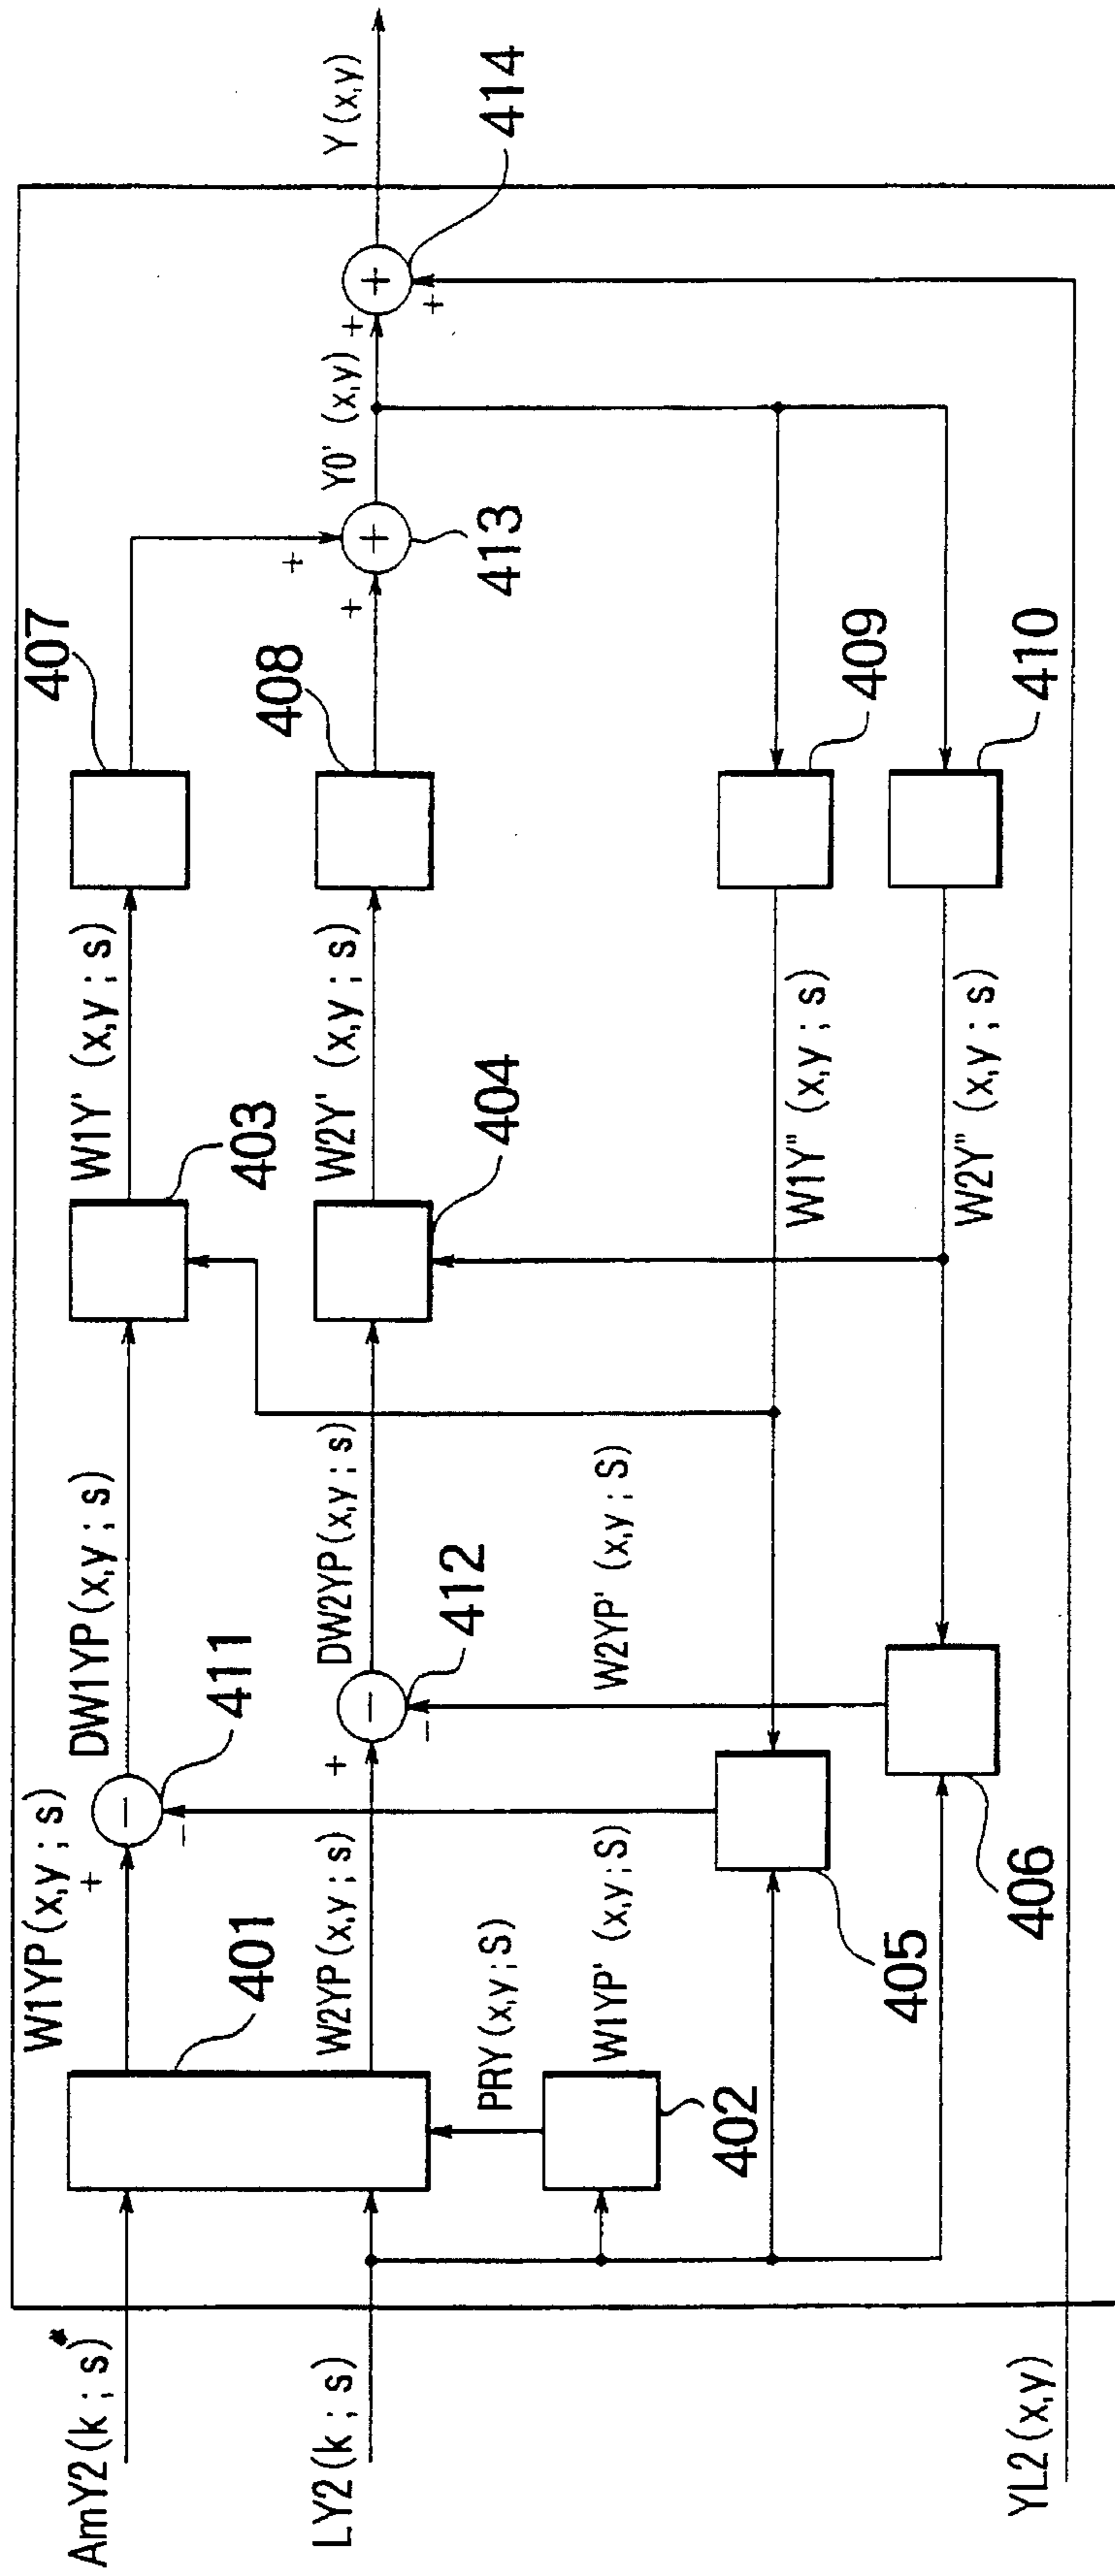 AmY2(k ; s)*
LY2(k ; s)
YL2(x,y)
W1YP(x,y ; s)
401
W2YP(x,y ; s)
PRY(x,y ; S)
W1YP' (x,y ; S)
402
+
−
−
411
DW1YP(x,y ; s)
+
−
−
412
DW2YP(x,y ; s)
W2YP' (x,y ; S)
405
406
403
W1Y' (x,y ; s)
404
W2Y' (x,y ; s)
W1Y" (x,y ; s)
W2Y" (x,y ; s)
407
408
409
410
+
+
+
413
Y0' (x,y)
+
+
+
414
Y(x,y)